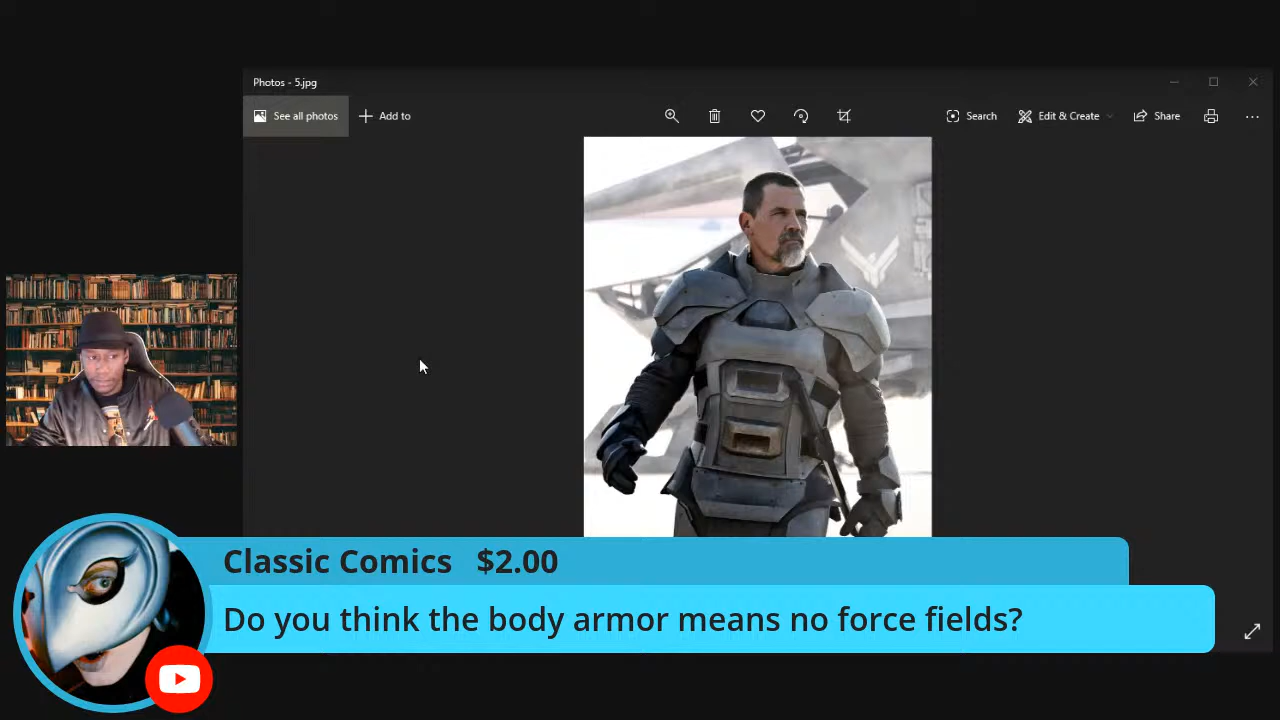 Photos - 5.jpg
See all photos
Add to
Search
Edit & Create
Share
Classic Comics $2.00
Do you think the body armor means no force fields?